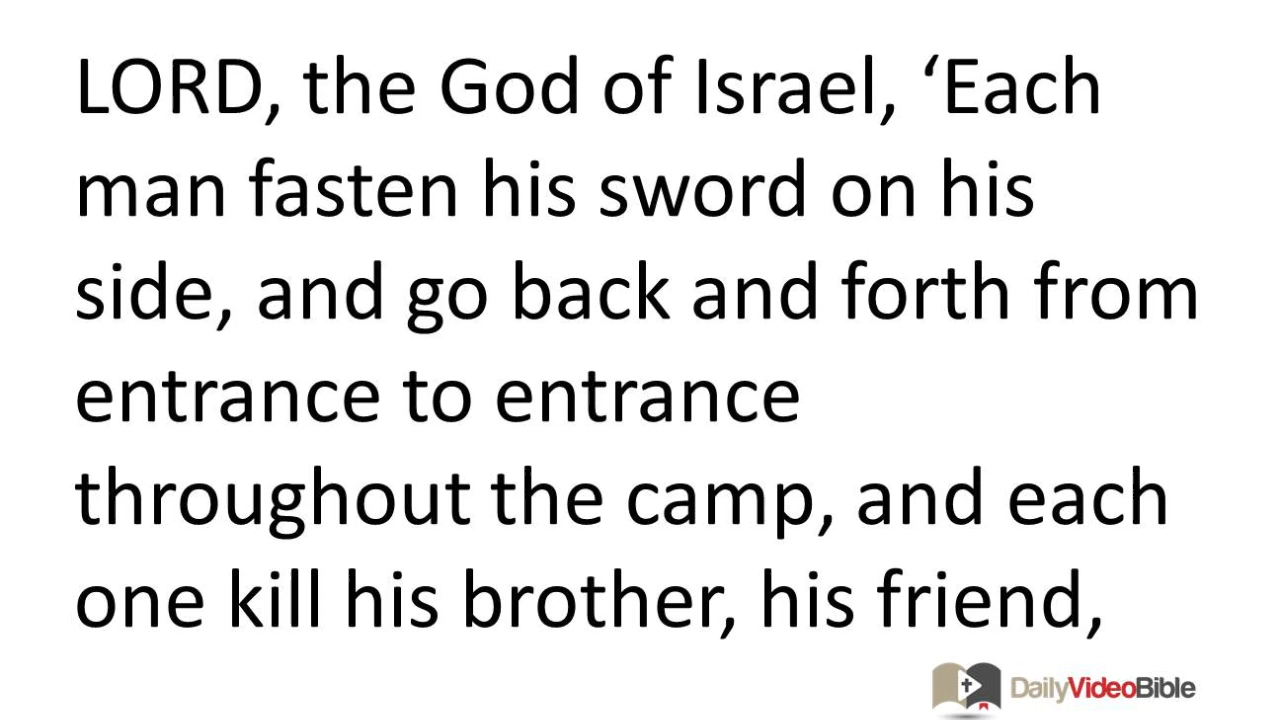 LORD, the God of Israel, ‘Each
man fasten his sword on his
side, and go back and forth from
entrance to entrance
throughout the camp, and each
one kill his brother, his friend,
DailyVideoBible